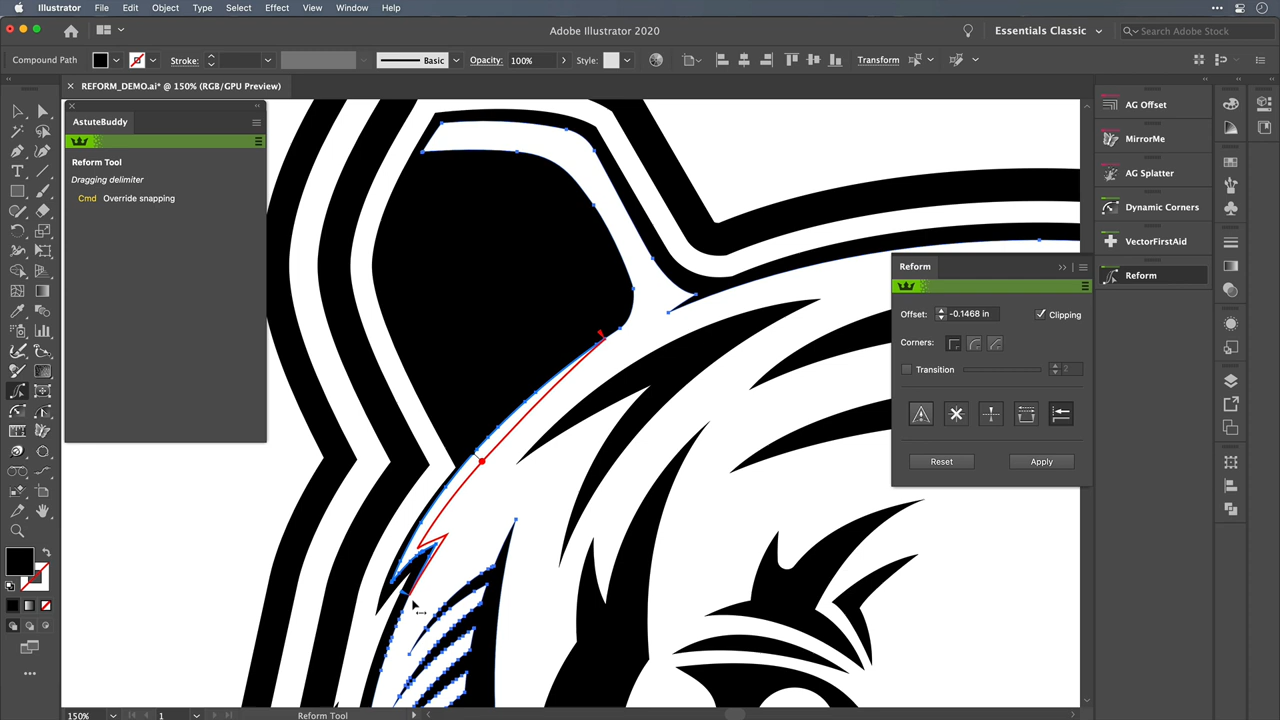 Illustrator File Edit Object Type Select Effect View Window Help
Adobe Illustrator 2020
Essentials Classic
Search Adobe Stock
Compound Path Stroke: Basic Opacity: 100% Style: Transform
REFORM_DEMO.ai* @ 150% (RGB/GPU Preview)
AstuteBuddy
Reform Tool
Dragging delimiter
Cmd Override snapping
AG Offset
MirrorMe
AG Splatter
Dynamic Corners
VectorFirstAid
Reform
Reform
Offset: -0.1468 in Clipping
Corners:
Transition 2
Reset Apply
150% 1 Reform Tool